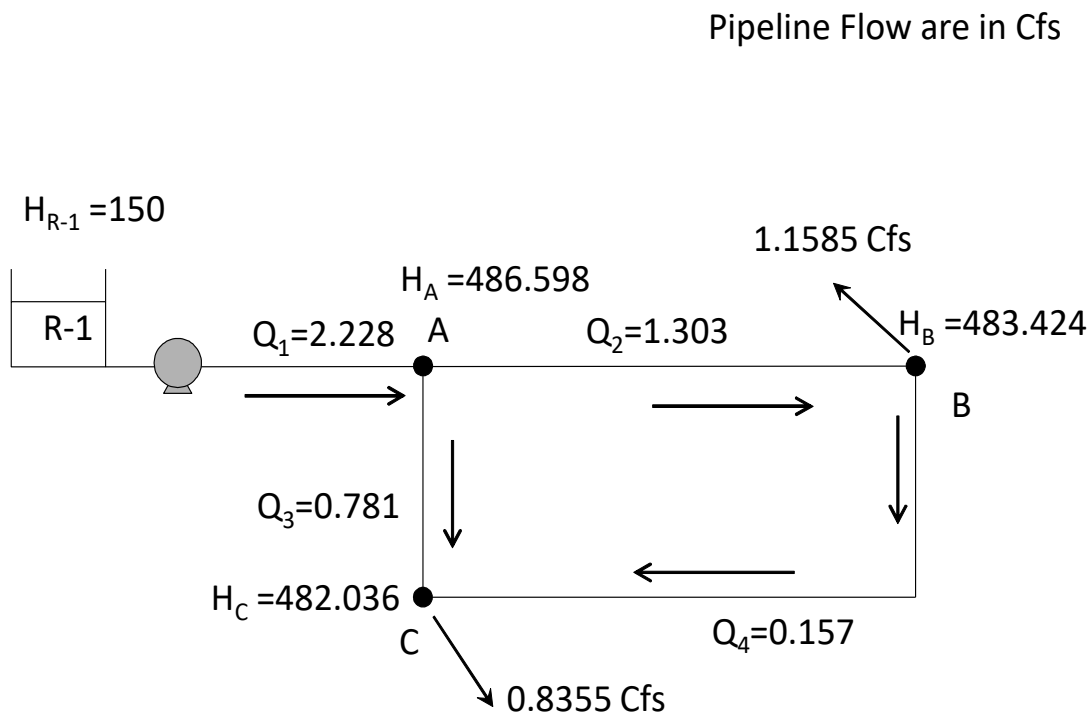 Pipeline Flow are in Cfs
H_R-1 =150
1.1585 Cfs
H_A =486.598
R-1
Q_1=2.228
A
Q_2=1.303
H_B =483.424
B
Q_3=0.781
H_C =482.036
C
Q_4=0.157
0.8355 Cfs